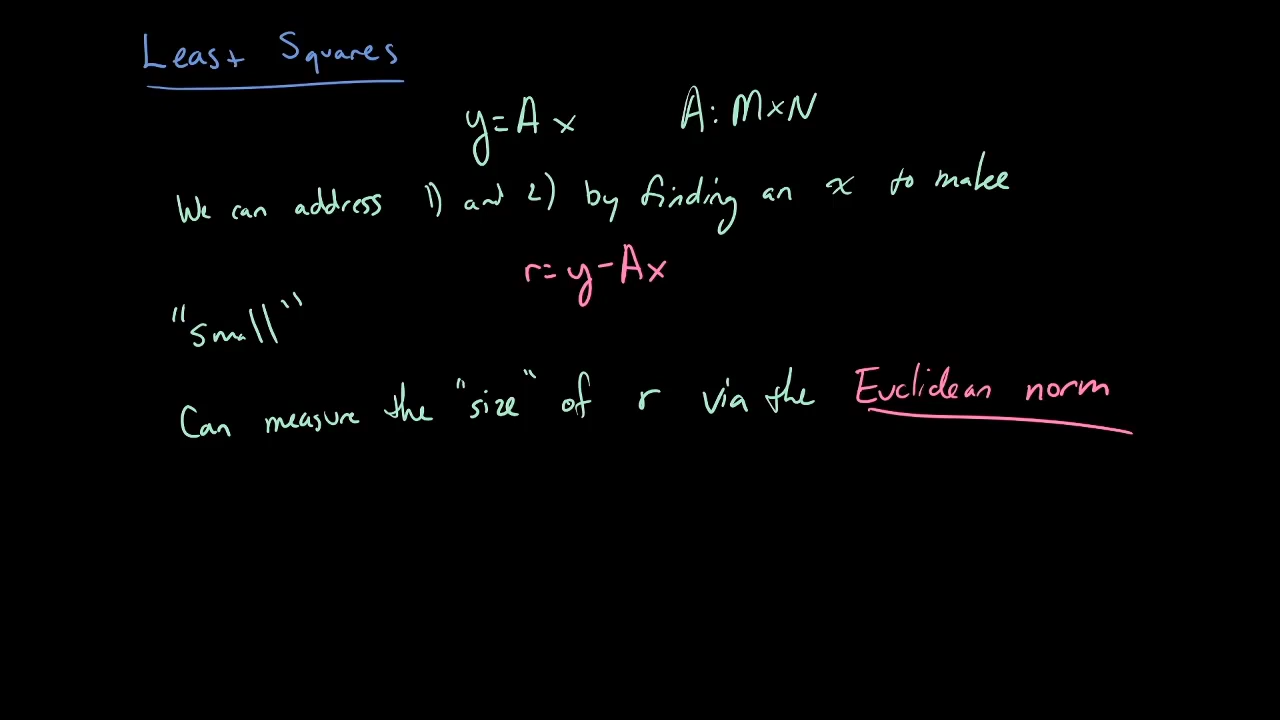 Least Squares
y=Ax A: M×N
We can address 1) and 2) by finding an x to make
r=y-Ax
"small"
Can measure the "size" of r via the Euclidean norm